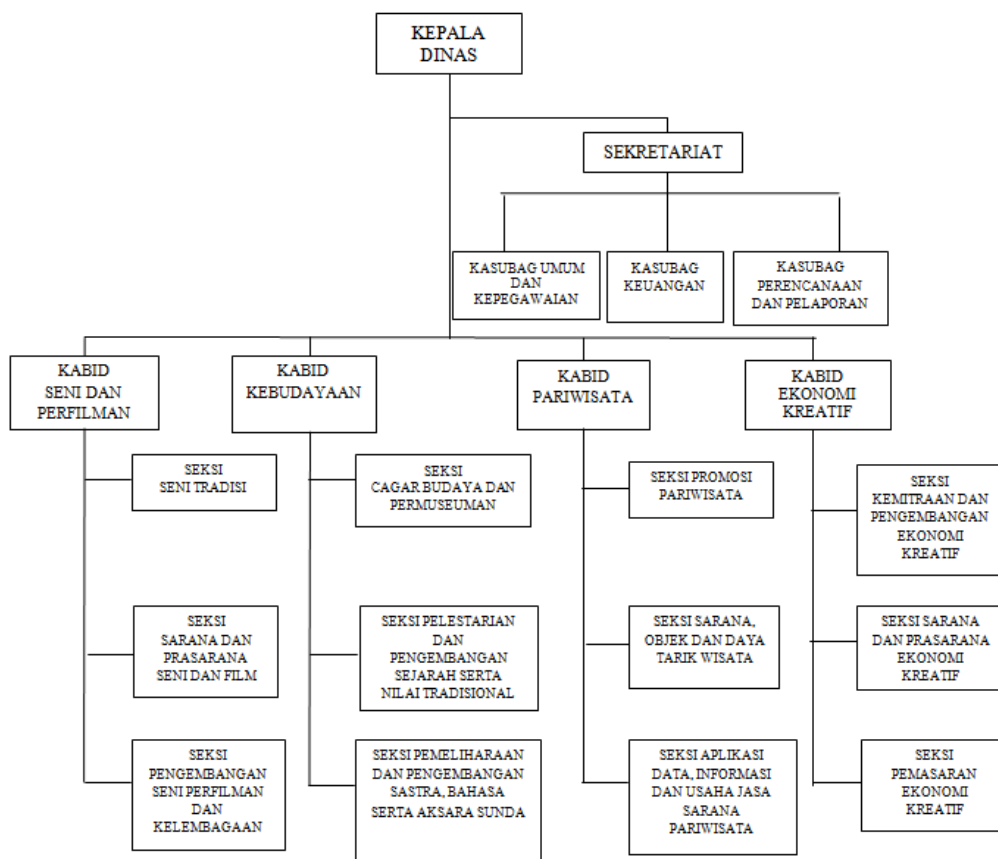 KEPALA
DINAS
SEKRETARIAT
KASUBAG UMUM
DAN
KEPEGAWAIAN
KASUBAG
KEUANGAN
KASUBAG
PERENCANAAN
DAN PELAPORAN
KABID
SENI DAN
PERFILMAN
KABID
KEBUDAYAAN
KABID
PARIWISATA
KABID
EKONOMI
KREATIF
SEKSI
SENI TRADISI
SEKSI
CAGAR BUDAYA DAN
PERMUSEUMAN
SEKSI PROMOSI
PARIWISATA
SEKSI
KEMITRAAN DAN
PENGEMBANGAN
EKONOMI
KREATIF
SEKSI
SARANA DAN
PRASARANA
SENI DAN FILM
SEKSI PELESTARIAN
DAN
PENGEMBANGAN
SEJARAH SERTA
NILAI TRADISIONAL
SEKSI SARANA,
OBJEK DAN DAYA
TARIK WISATA
SEKSI SARANA
DAN PRASARANA
EKONOMI
KREATIF
SEKSI
PENGEMBANGAN
SENI PERFILMAN
DAN
KELEMBAGAAN
SEKSI PEMELIHARAAN
DAN PENGEMBANGAN
SASTRA, BAHASA
SERTA AKSARA SUNDA
SEKSI APLIKASI
DATA, INFORMASI
DAN USAHA JASA
SARANA
PARIWISATA
SEKSI
PEMASARAN
EKONOMI
KREATIF